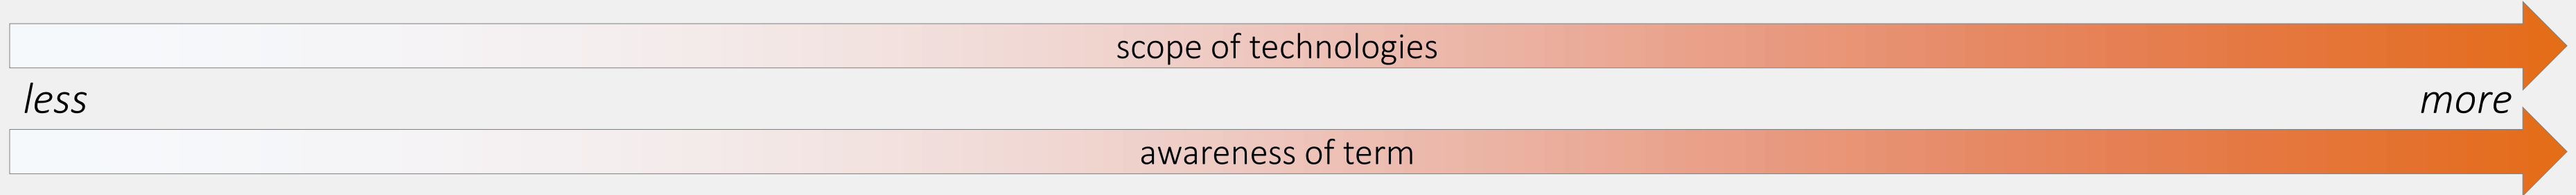 scope of technologies
less
more
awareness of term